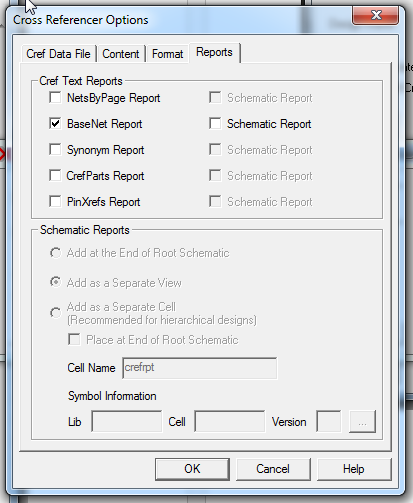 Cross Referencer Options
Cref Data File Content Format Reports
Cref Text Reports
NetsByPage Report Schematic Report
BaseNet Report Schematic Report
Synonym Report Schematic Report
CrefParts Report Schematic Report
PinXrefs Report Schematic Report
Schematic Reports
Add at the End of Root Schematic
Add as a Separate View
Add as a Separate Cell
(Recommended for hierarchical designs)
Place at End of Root Schematic
Cell Name crefrpt
Symbol Information
Lib Cell Version ...
OK Cancel Help